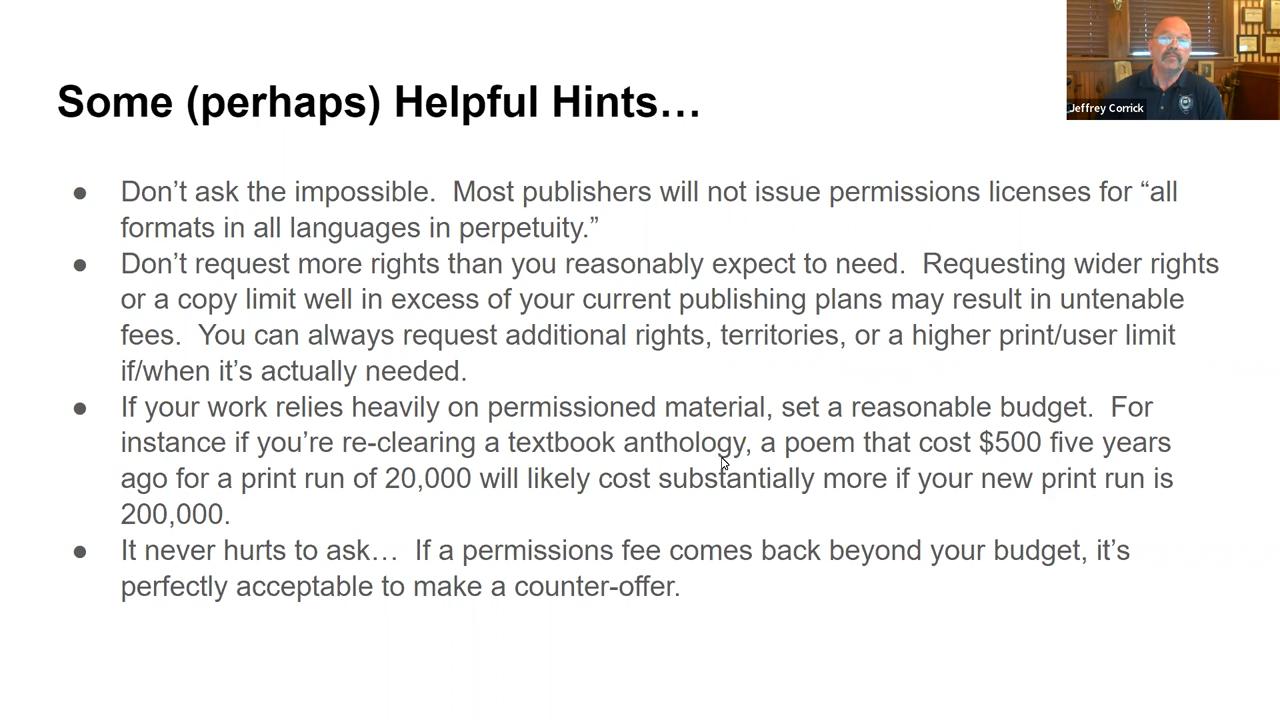 Jeffrey Corrick
Some (perhaps) Helpful Hints…
● Don’t ask the impossible.  Most publishers will not issue permissions licenses for “all
formats in all languages in perpetuity.”
● Don’t request more rights than you reasonably expect to need.  Requesting wider rights
or a copy limit well in excess of your current publishing plans may result in untenable
fees.  You can always request additional rights, territories, or a higher print/user limit
if/when it’s actually needed.
● If your work relies heavily on permissioned material, set a reasonable budget.  For
instance if you’re re-clearing a textbook anthology, a poem that cost $500 five years
ago for a print run of 20,000 will likely cost substantially more if your new print run is
200,000.
● It never hurts to ask…  If a permissions fee comes back beyond your budget, it’s
perfectly acceptable to make a counter-offer.